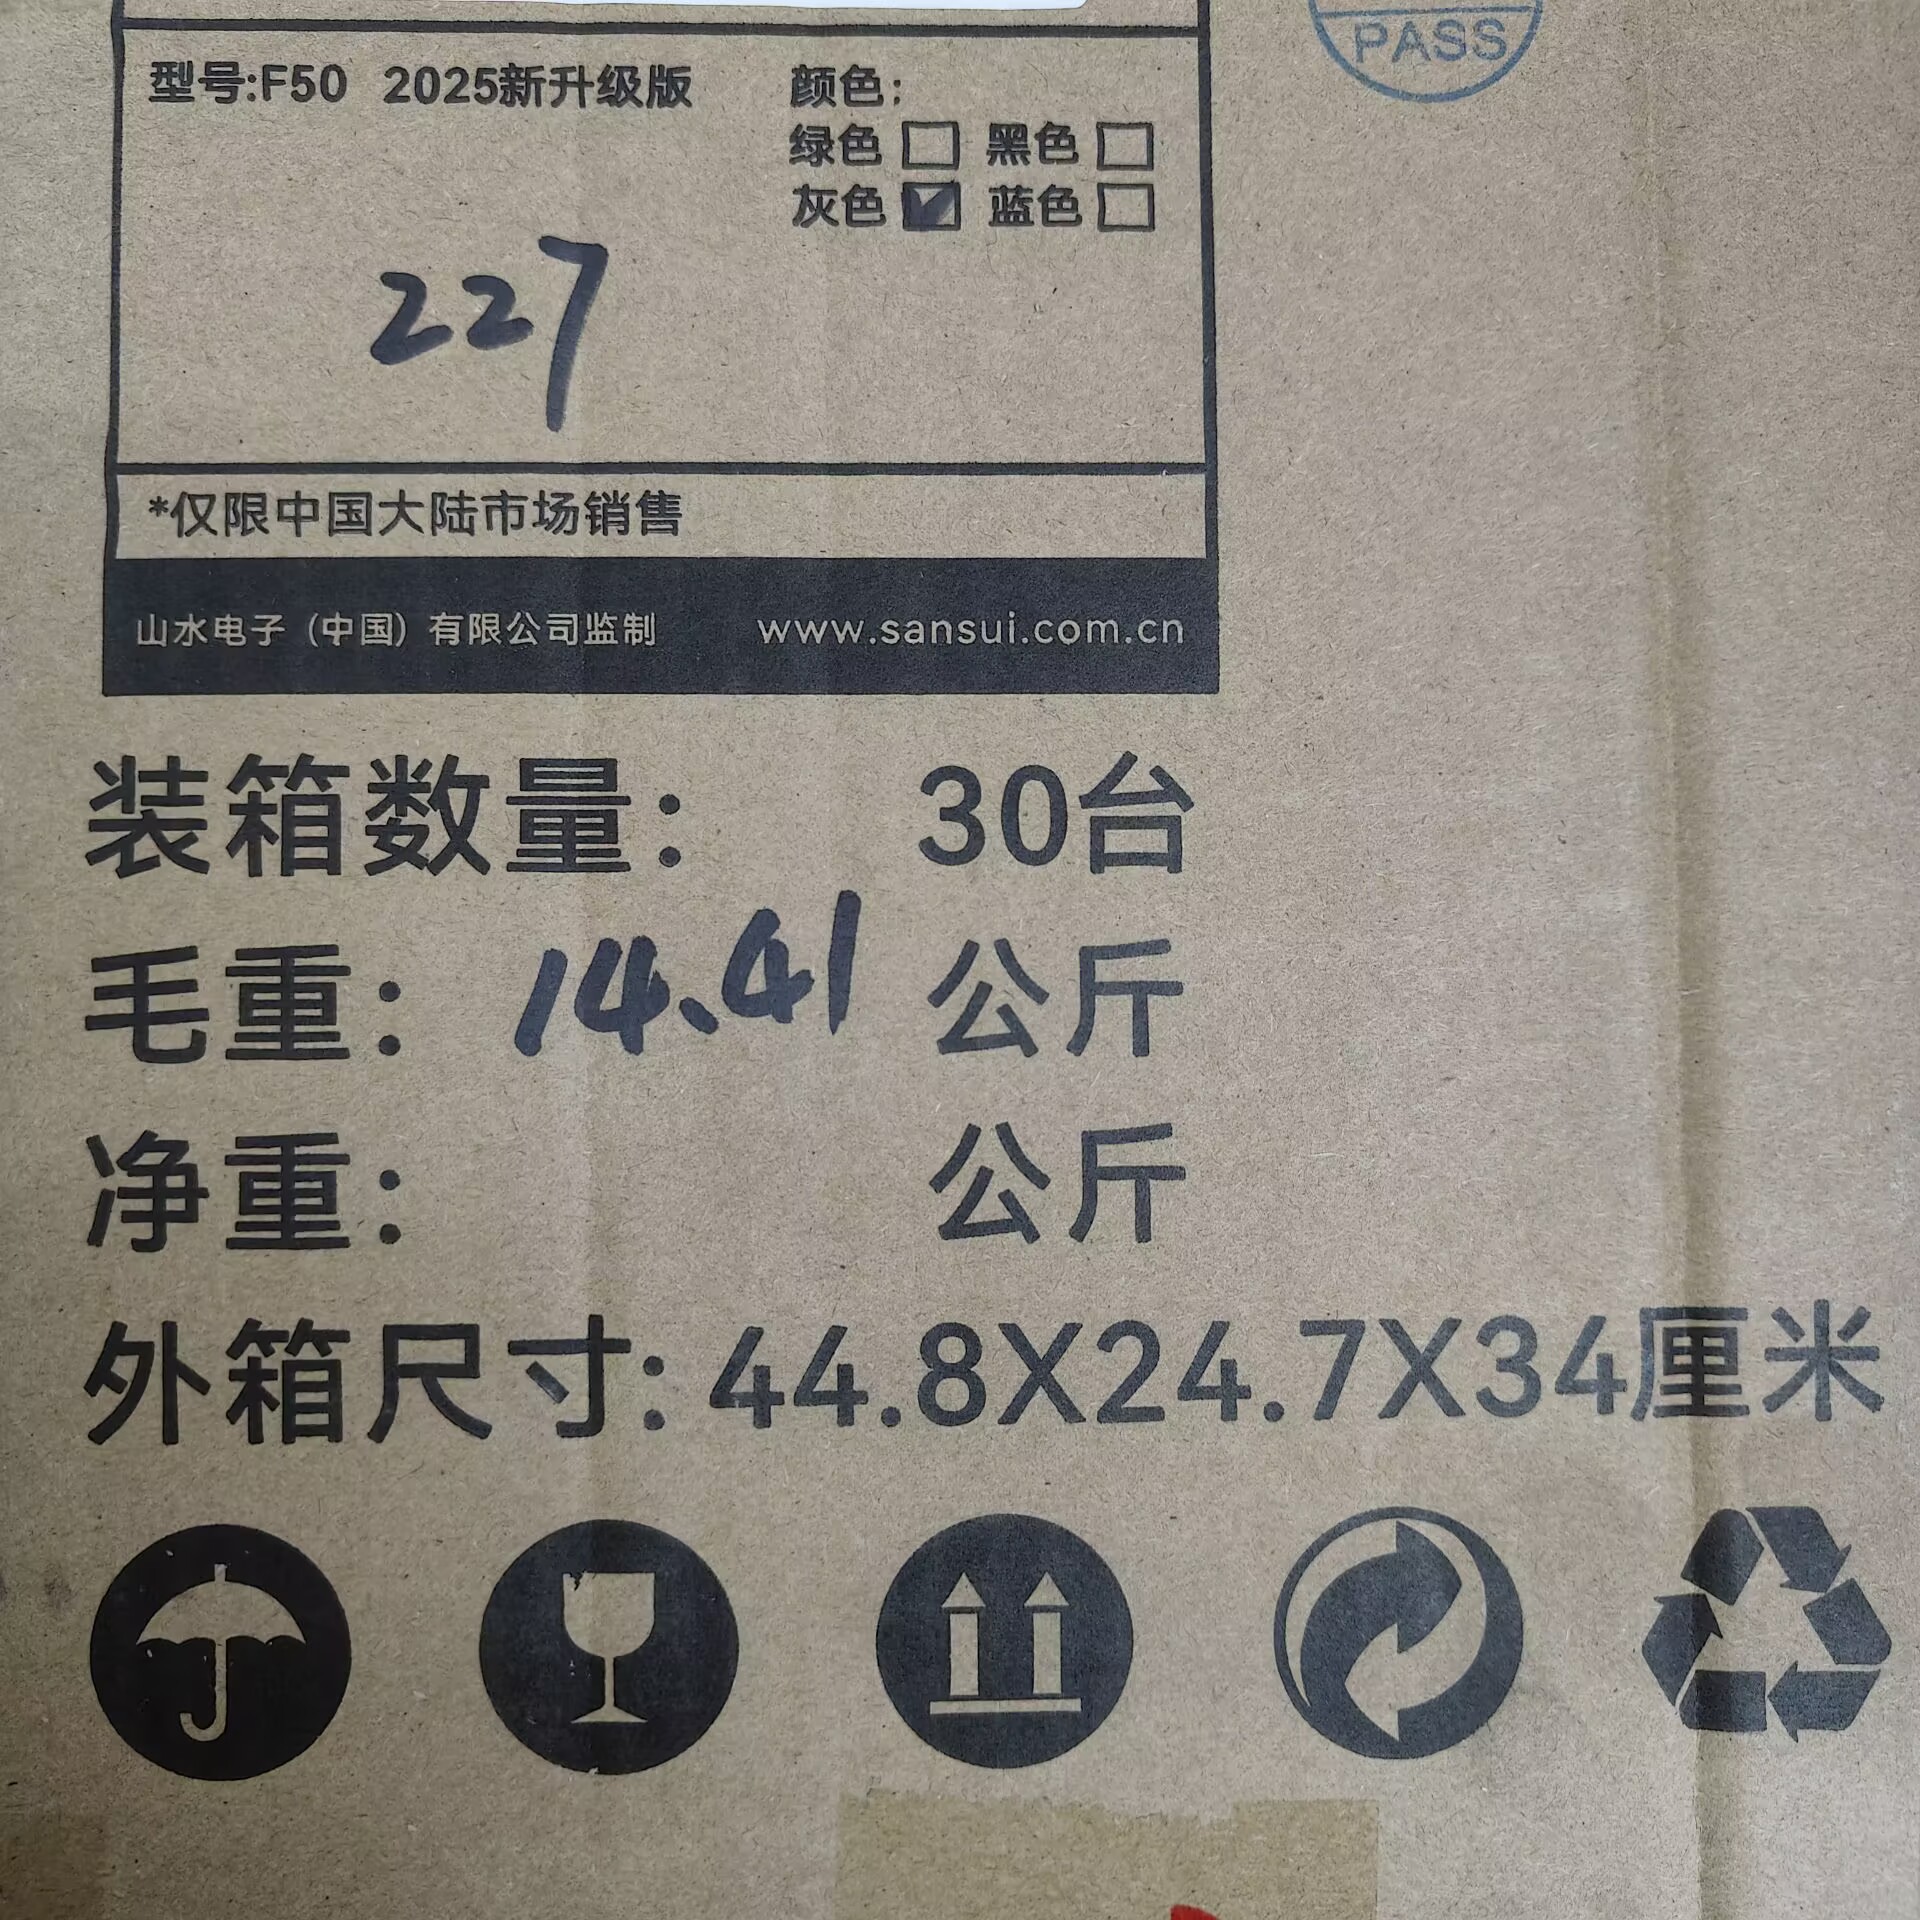 PASS
型号:F50 2025新升级版 颜色:
绿色 黑色
灰色 蓝色
227
*仅限中国大陆市场销售
山水电子（中国）有限公司监制 www.sansui.com.cn
装箱数量: 30台
毛重: 14.41 公斤
净重: 公斤
外箱尺寸: 44.8X24.7X34厘米